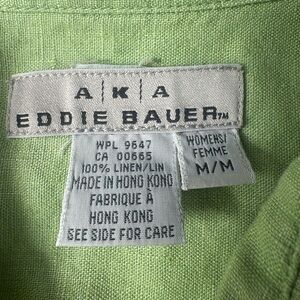 A|K|A
EDDIE BAUER™
WPL 9647
CA 00665
100% LINEN/LIN
MADE IN HONG KONG
FABRIQUÉ À
HONG KONG
SEE SIDE FOR CARE
WOMENS/
FEMME
M/M